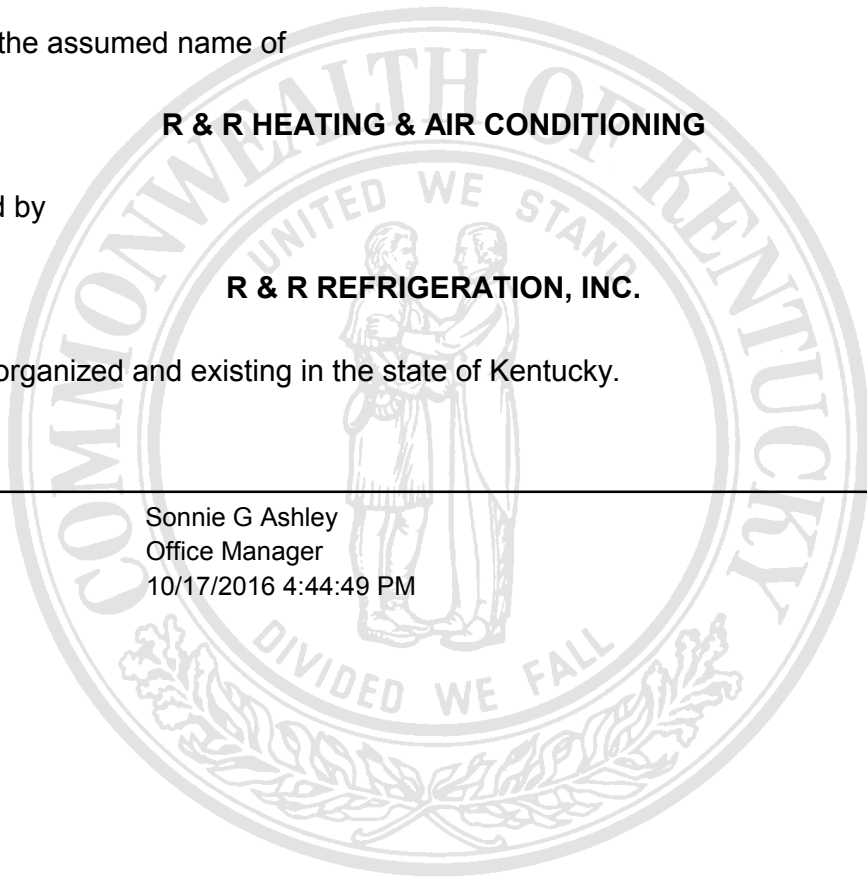 the assumed name of
R & R HEATING & AIR CONDITIONING
d by
R & R REFRIGERATION, INC.
organized and existing in the state of Kentucky.
Sonnie G Ashley
Office Manager
10/17/2016 4:44:49 PM
COMMONWEALTH OF KENTUCKY
UNITED WE STAND
DIVIDED WE FALL